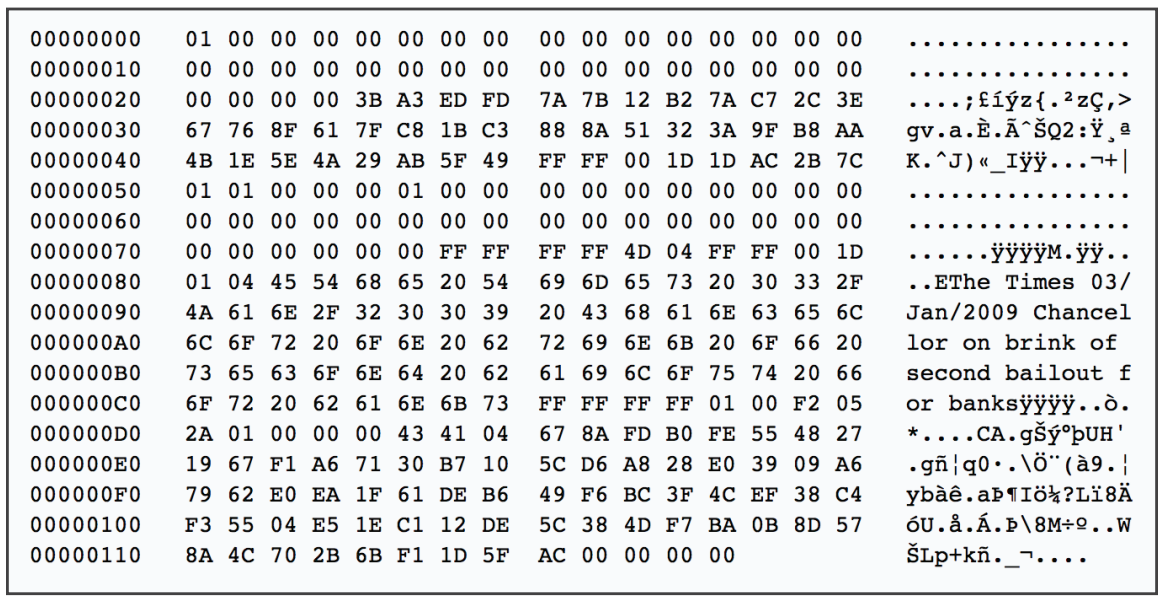 00000000 01 00 00 00 00 00 00 00 00 00 00 00 00 00 00 00 ................
00000010 00 00 00 00 00 00 00 00 00 00 00 00 00 00 00 00 ................
00000020 00 00 00 00 3B A3 ED FD 7A 7B 12 B2 7A C7 2C 3E ....;£íýz{.²zÇ,>
00000030 67 76 8F 61 7F C8 1B C3 88 8A 51 32 3A 9F B8 AA gv.a.È.ÃˆŠQ2:Ÿ¸ª
00000040 4B 1E 5E 4A 29 AB 5F 49 FF FF 00 1D 1D AC 2B 7C K.^J)«_Iÿÿ...¬+|
00000050 01 01 00 00 00 01 00 00 00 00 00 00 00 00 00 00 ................
00000060 00 00 00 00 00 00 00 00 00 00 00 00 00 00 00 00 ................
00000070 00 00 00 00 00 00 FF FF FF FF 4D 04 FF FF 00 1D ......ÿÿÿÿM.ÿÿ..
00000080 01 04 45 54 68 65 20 54 69 6D 65 73 20 30 33 2F ..EThe Times 03/
00000090 4A 61 6E 2F 32 30 30 39 20 43 68 61 6E 63 65 6C Jan/2009 Chancel
000000A0 6C 6F 72 20 6F 6E 20 62 72 69 6E 6B 20 6F 66 20 lor on brink of
000000B0 73 65 63 6F 6E 64 20 62 61 69 6C 6F 75 74 20 66 second bailout f
000000C0 6F 72 20 62 61 6E 6B 73 FF FF FF FF 01 00 F2 05 or banksÿÿÿÿ..ò.
000000D0 2A 01 00 00 00 43 41 04 67 8A FD B0 FE 55 48 27 *....CA.gŠý°þUH'
000000E0 19 67 F1 A6 71 30 B7 10 5C D6 A8 28 E0 39 09 A6 .gñ¦q0·.\Ö¨(à9.¦
000000F0 79 62 E0 EA 1F 61 DE B6 49 F6 BC 3F 4C EF 38 C4 ybàê.aÞ¶Iö¼?Lï8Ä
00000100 F3 55 04 E5 1E C1 12 DE 5C 38 4D F7 BA 0B 8D 57 óU.å.Á.Þ\8M÷º..W
00000110 8A 4C 70 2B 6B F1 1D 5F AC 00 00 00 00 ŠLp+kñ._¬....